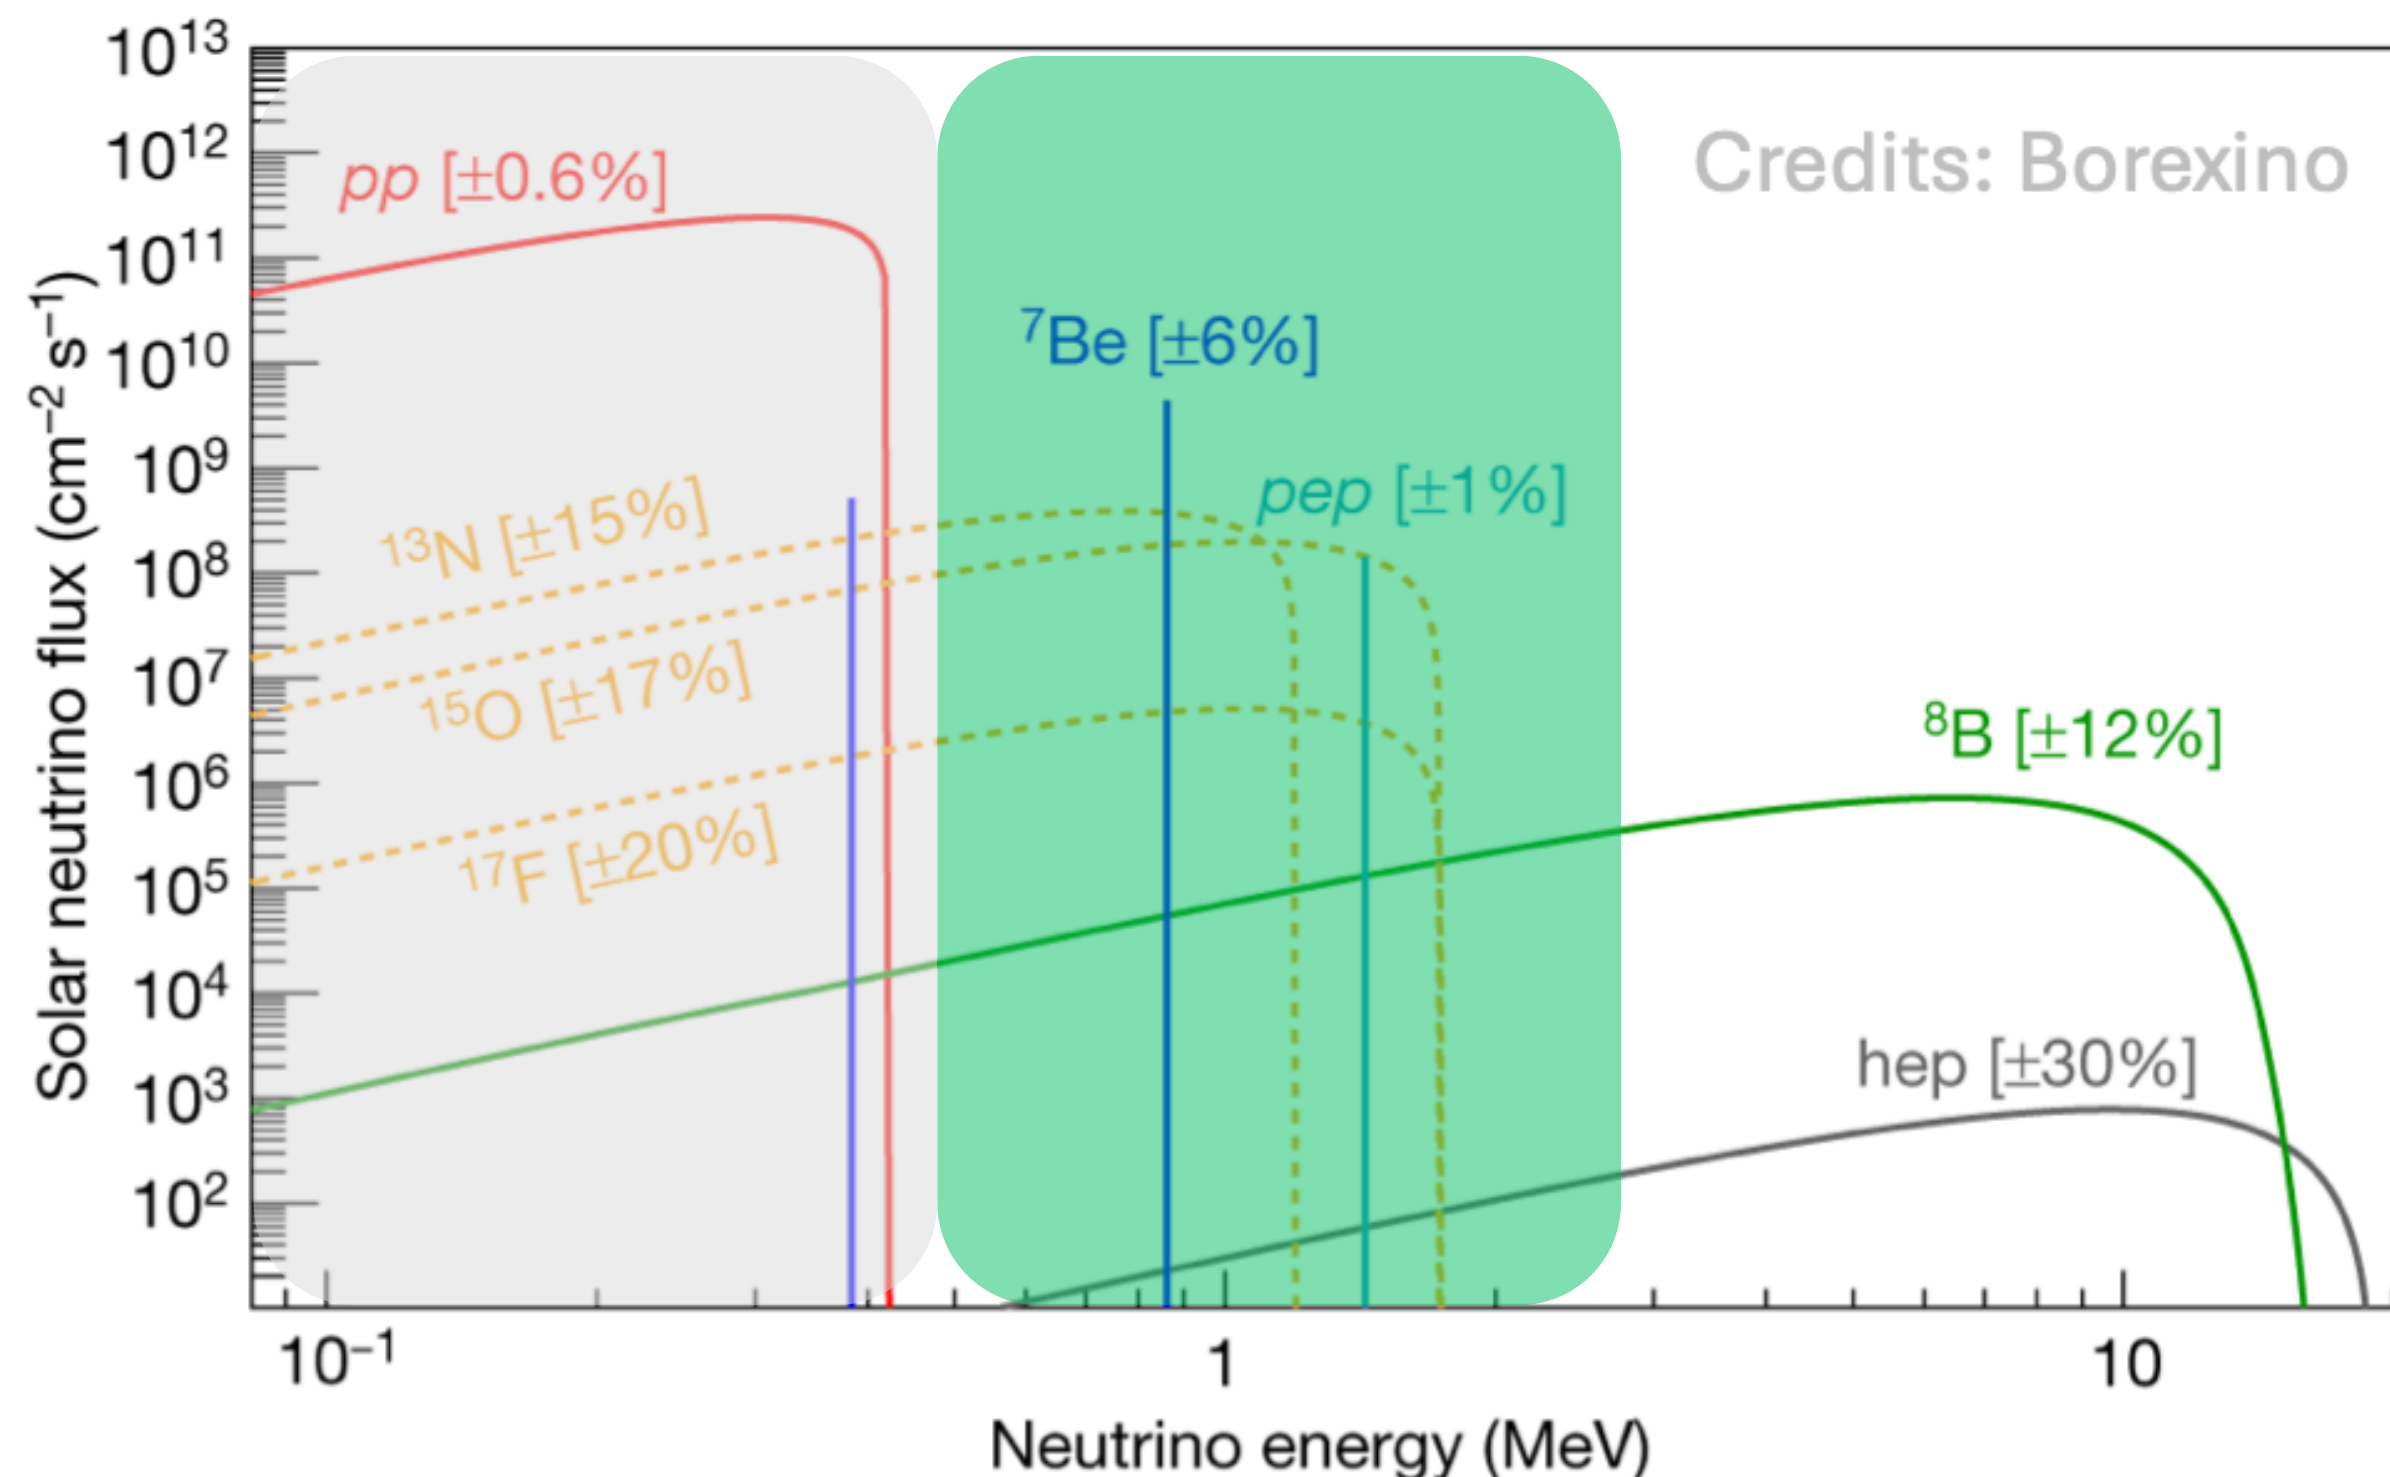 10¹³
10¹²
10¹¹
10¹⁰
10⁹
10⁸
10⁷
10⁶
10⁵
10⁴
10³
10²
Solar neutrino flux (cm⁻² s⁻¹)
pp [±0.6%]
Credits: Borexino
⁷Be [±6%]
pep [±1%]
¹³N [±15%]
¹⁵O [±17%]
¹⁷F [±20%]
⁸B [±12%]
hep [±30%]
10⁻¹
1
10
Neutrino energy (MeV)